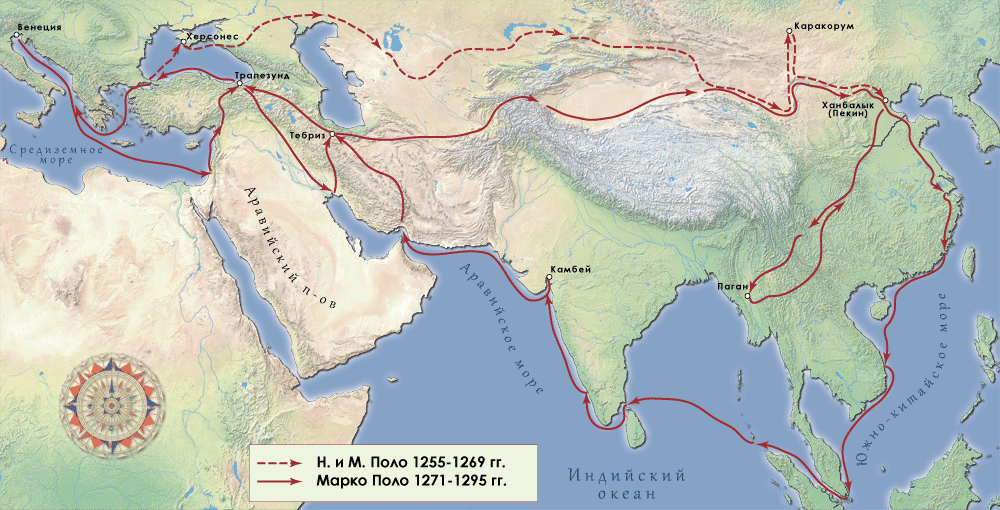 Венеция
Херсонес
Каракорум
Трапезунд
Ханбалык
(Пекин)
Тебриз
Средиземное
море
Аравийский п-ов
Камбей
Паган
Аравийское море
Южно-китайское море
Н. и М. Поло 1255-1269 гг.
Марко Поло 1271-1295 гг.
Индийский
океан